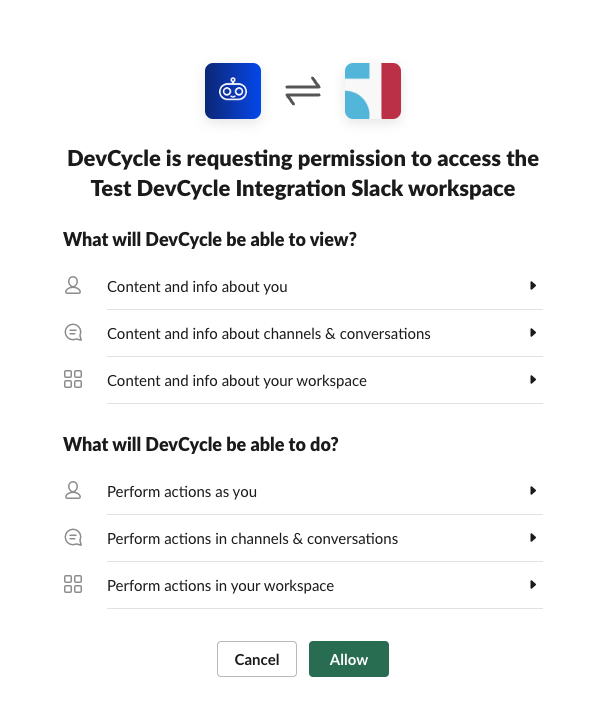 DevCycle is requesting permission to access the
Test DevCycle Integration Slack workspace
What will DevCycle be able to view?
Content and info about you
Content and info about channels & conversations
Content and info about your workspace
What will DevCycle be able to do?
Perform actions as you
Perform actions in channels & conversations
Perform actions in your workspace
Cancel
Allow